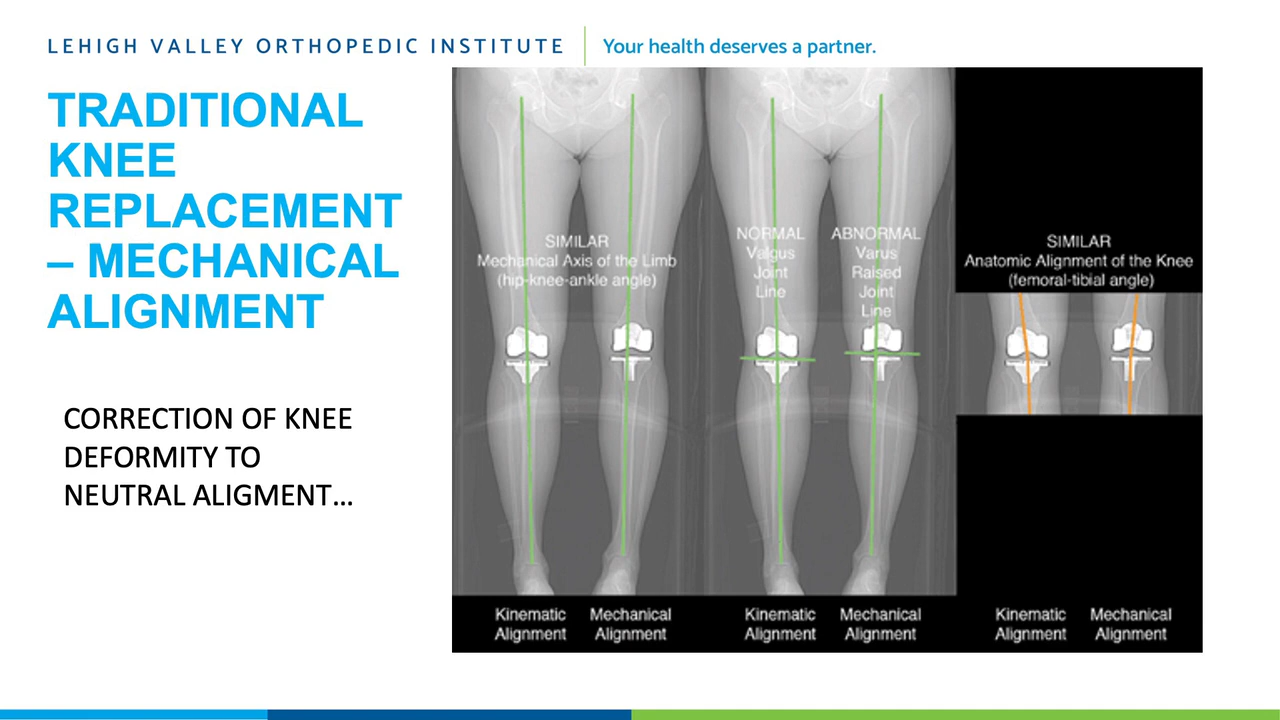 LEHIGH VALLEY ORTHOPEDIC INSTITUTE
Your health deserves a partner.
TRADITIONAL
KNEE
REPLACEMENT
– MECHANICAL
ALIGNMENT
CORRECTION OF KNEE
DEFORMITY TO
NEUTRAL ALIGMENT...
SIMILAR
Mechanical Axis of the Limb
(hip-knee-ankle angle)
NORMAL
Valgus
Joint
Line
ABNORMAL
Varus
Raised
Joint
Line
SIMILAR
Anatomic Alignment of the Knee
(femoral-tibial angle)
Kinematic
Alignment
Mechanical
Alignment
Kinematic
Alignment
Mechanical
Alignment
Kinematic
Alignment
Mechanical
Alignment